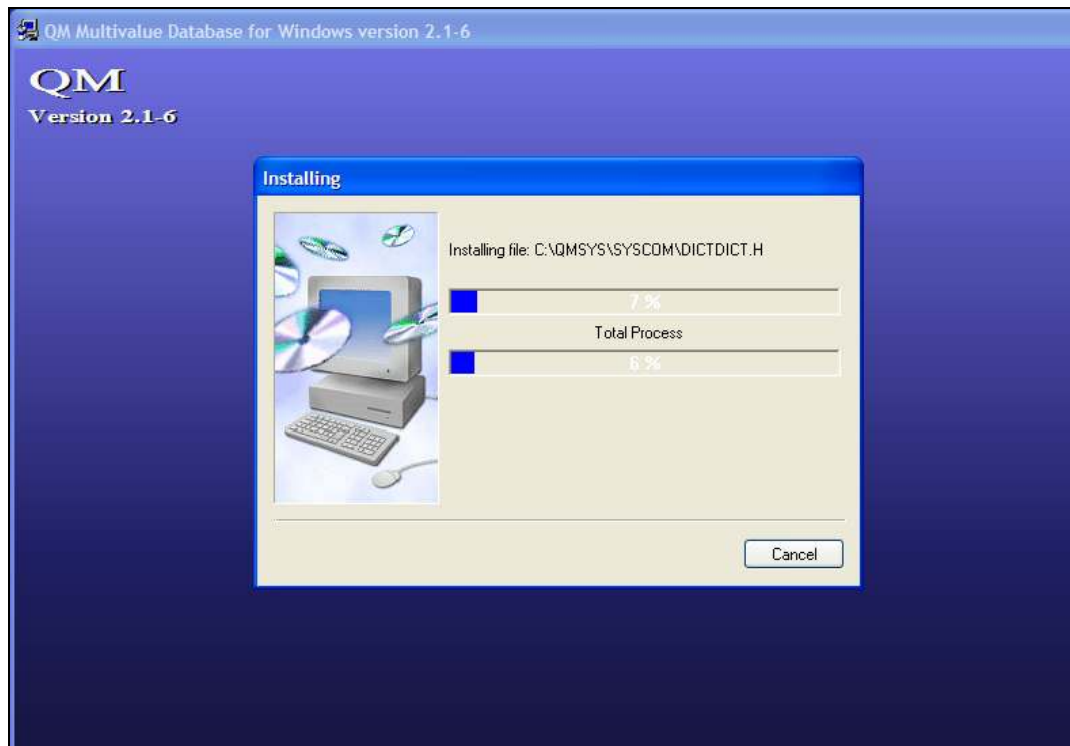 QM Multivalue Database for Windows version 2.1-6
QM
Version 2.1-6
Installing
Installing file: C:\QMSYS\SYSCOM\DICTDICT.H
7 %
Total Process
6 %
Cancel